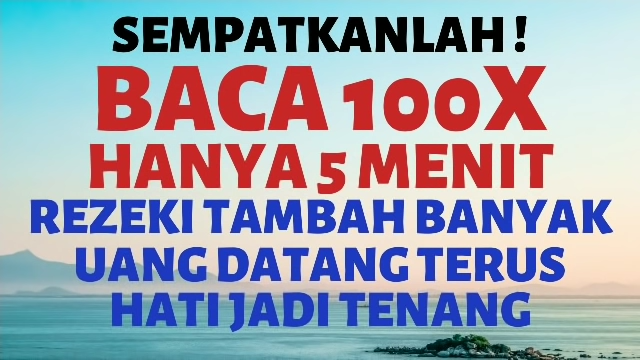 SEMPATKANLAH !
BACA 100X
HANYA 5 MENIT
REZEKI TAMBAH BANYAK
UANG DATANG TERUS
HATI JADI TENANG